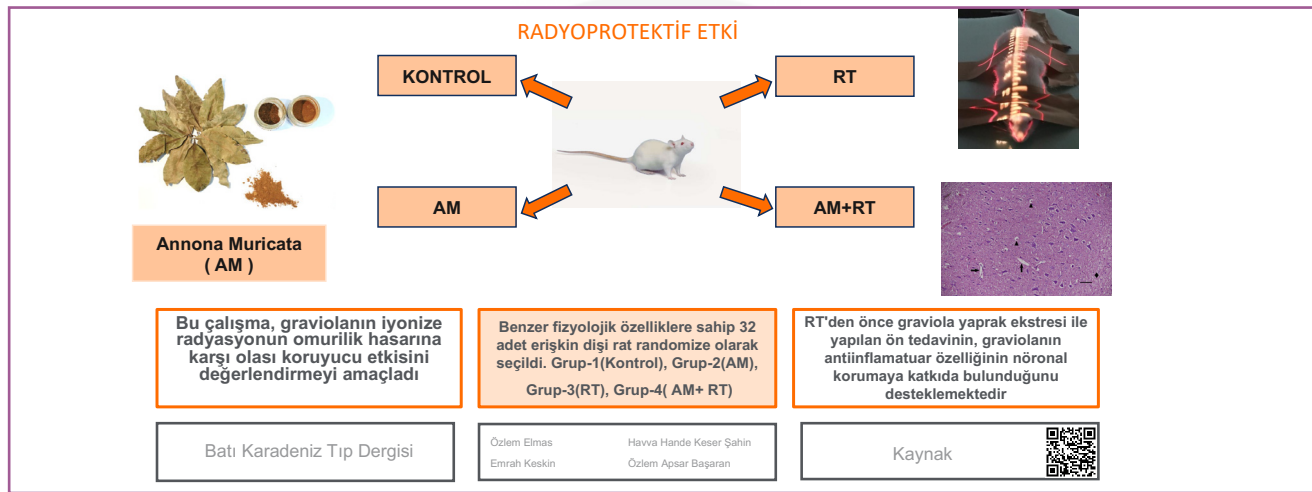 RADYOPROTEKTİF ETKİ
KONTROL
RT
AM
AM+RT
Annona Muricata
( AM )
Bu çalışma, graviolanın iyonize
radyasyonun omurilik hasarına
karşı olası koruyucu etkisini
değerlendirmeyi amaçladı
Benzer fizyolojik özelliklere sahip 32
adet erişkin dişi rat randomize olarak
seçildi. Grup-1(Kontrol), Grup-2(AM),
Grup-3(RT), Grup-4( AM+ RT)
RT'den önce graviola yaprak ekstresi ile
yapılan ön tedavinin, graviolanın
antiinflamatuar özelliğinin nöronal
korumaya katkıda bulunduğunu
desteklemektedir
Batı Karadeniz Tıp Dergisi
Özlem Elmas
Havva Hande Keser Şahin
Emrah Keskin
Özlem Apsar Başaran
Kaynak